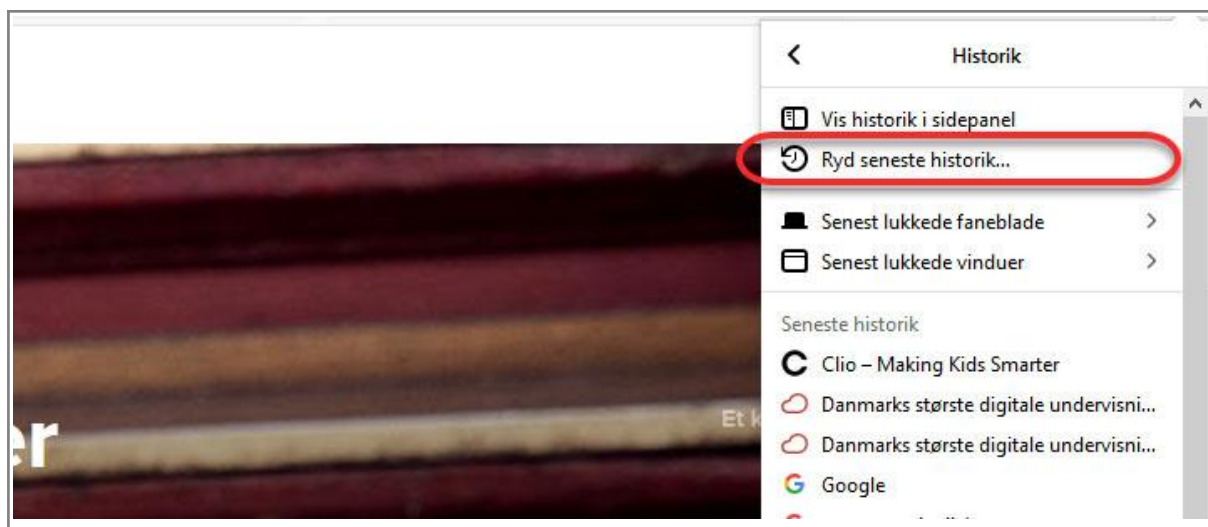 Historik
Vis historik i sidepanel
Ryd seneste historik...
Senest lukkede faneblade
Senest lukkede vinduer
Seneste historik
Clio – Making Kids Smarter
Danmarks største digitale undervisni...
Danmarks største digitale undervisni...
Et k
er
Google